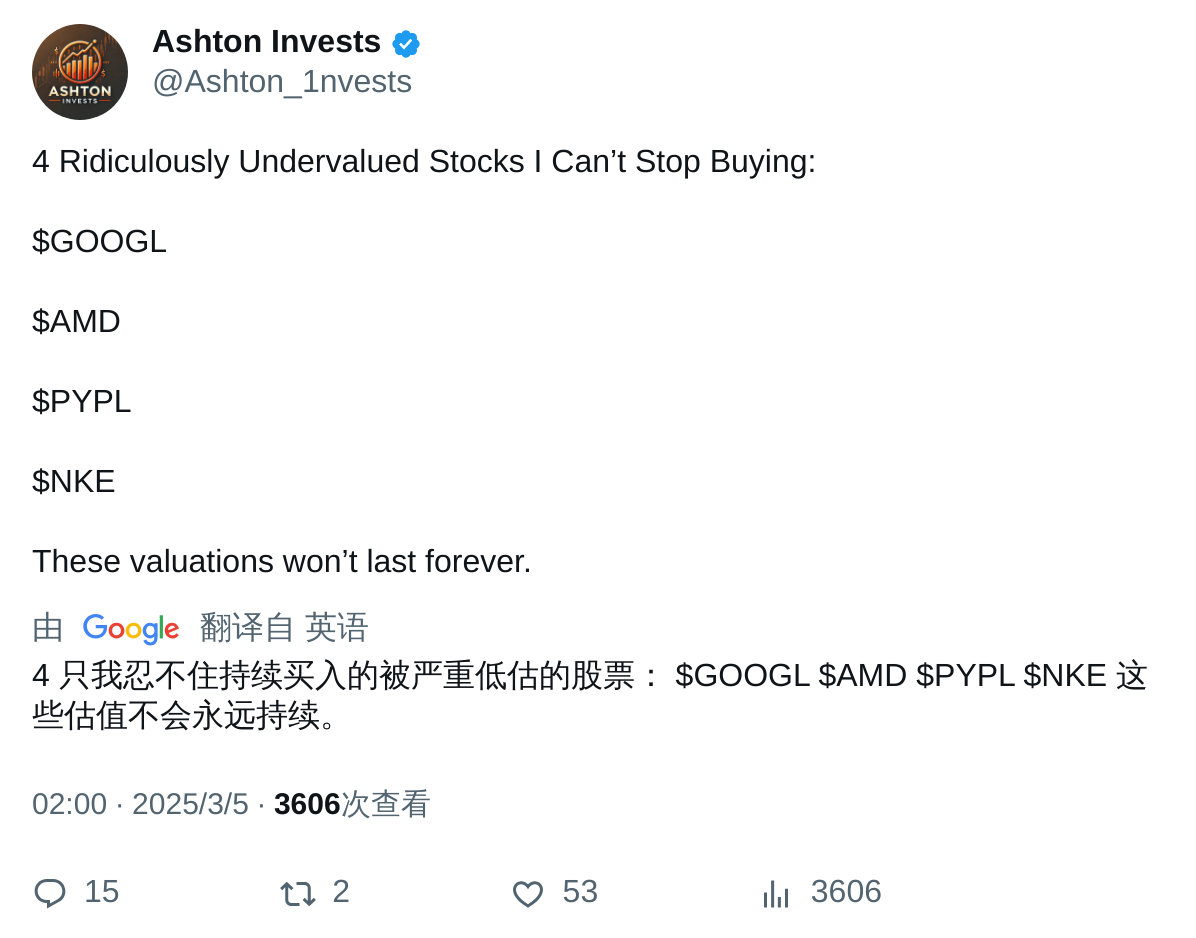 ASHTON
INVESTS
Ashton Invests
@Ashton_1nvests
4 Ridiculously Undervalued Stocks I Can’t Stop Buying:
$GOOGL
$AMD
$PYPL
$NKE
These valuations won’t last forever.
由 Google 翻译自 英语
4 只我忍不住持续买入的被严重低估的股票： $GOOGL $AMD $PYPL $NKE 这
些估值不会永远持续。
02:00 · 2025/3/5 · 3606次查看
15 2 53 3606